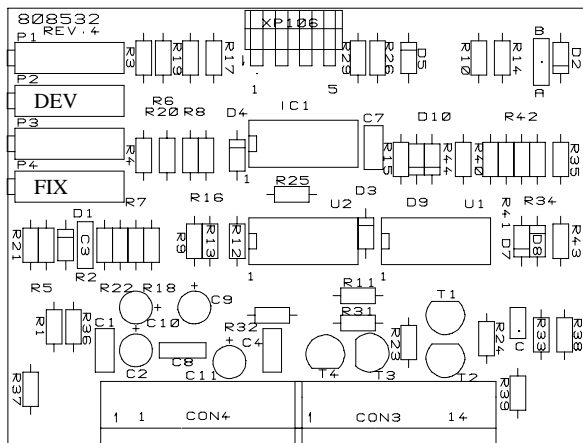 808532
REV.4
XP106
P1
R3
R19
R17
1
1
5
R29
R26
D5
R10
R14
B
A
D2
P2
DEV
R6
R20
R8
D4
IC1
C7
D10
R42
P3
R4
1
R15
R44
R40
R35
P4
FIX
R25
R7
R16
U2
D3
D9
U1
R41
R34
D1
R21
C3
R2
R9
R13
R12
1
1
D7
D8
R43
R5
R22
R18
C9
R11
T1
R1
R36
C1
C10
R32
R31
C
R33
R38
C2
C8
C11
C4
T4
T3
R23
T2
R24
R37
R39
1
1
CON4
1
CON3
14